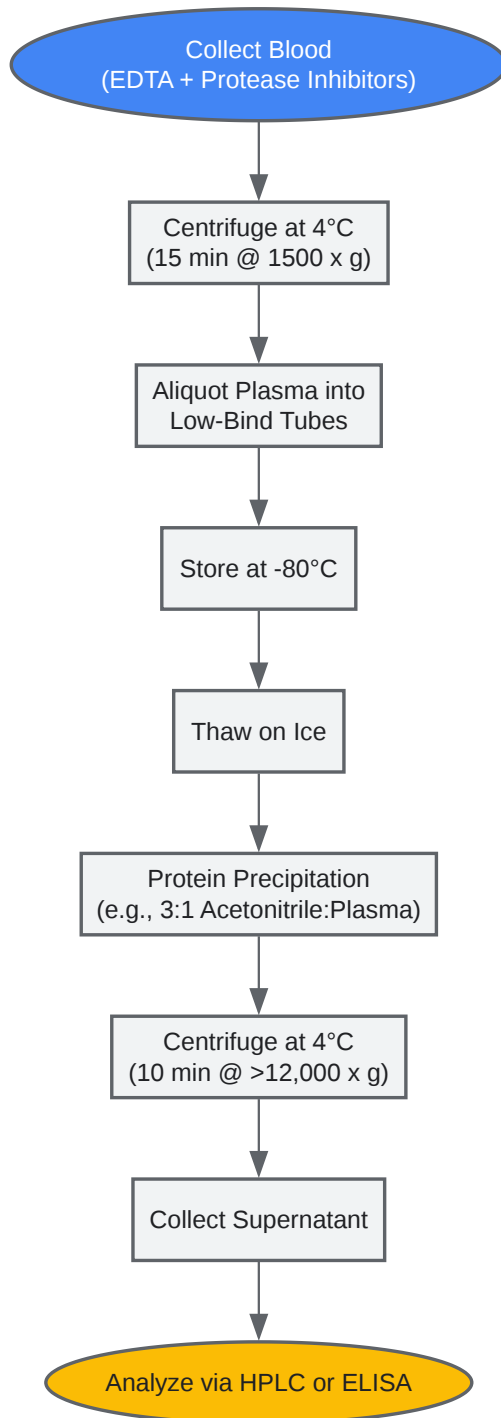 Collect Blood
(EDTA + Protease Inhibitors)
Centrifuge at 4°C
(15 min @ 1500 x g)
Aliquot Plasma into
Low-Bind Tubes
Store at -80°C
Thaw on Ice
Protein Precipitation
(e.g., 3:1 Acetonitrile:Plasma)
Centrifuge at 4°C
(10 min @ >12,000 x g)
Collect Supernatant
Analyze via HPLC or ELISA